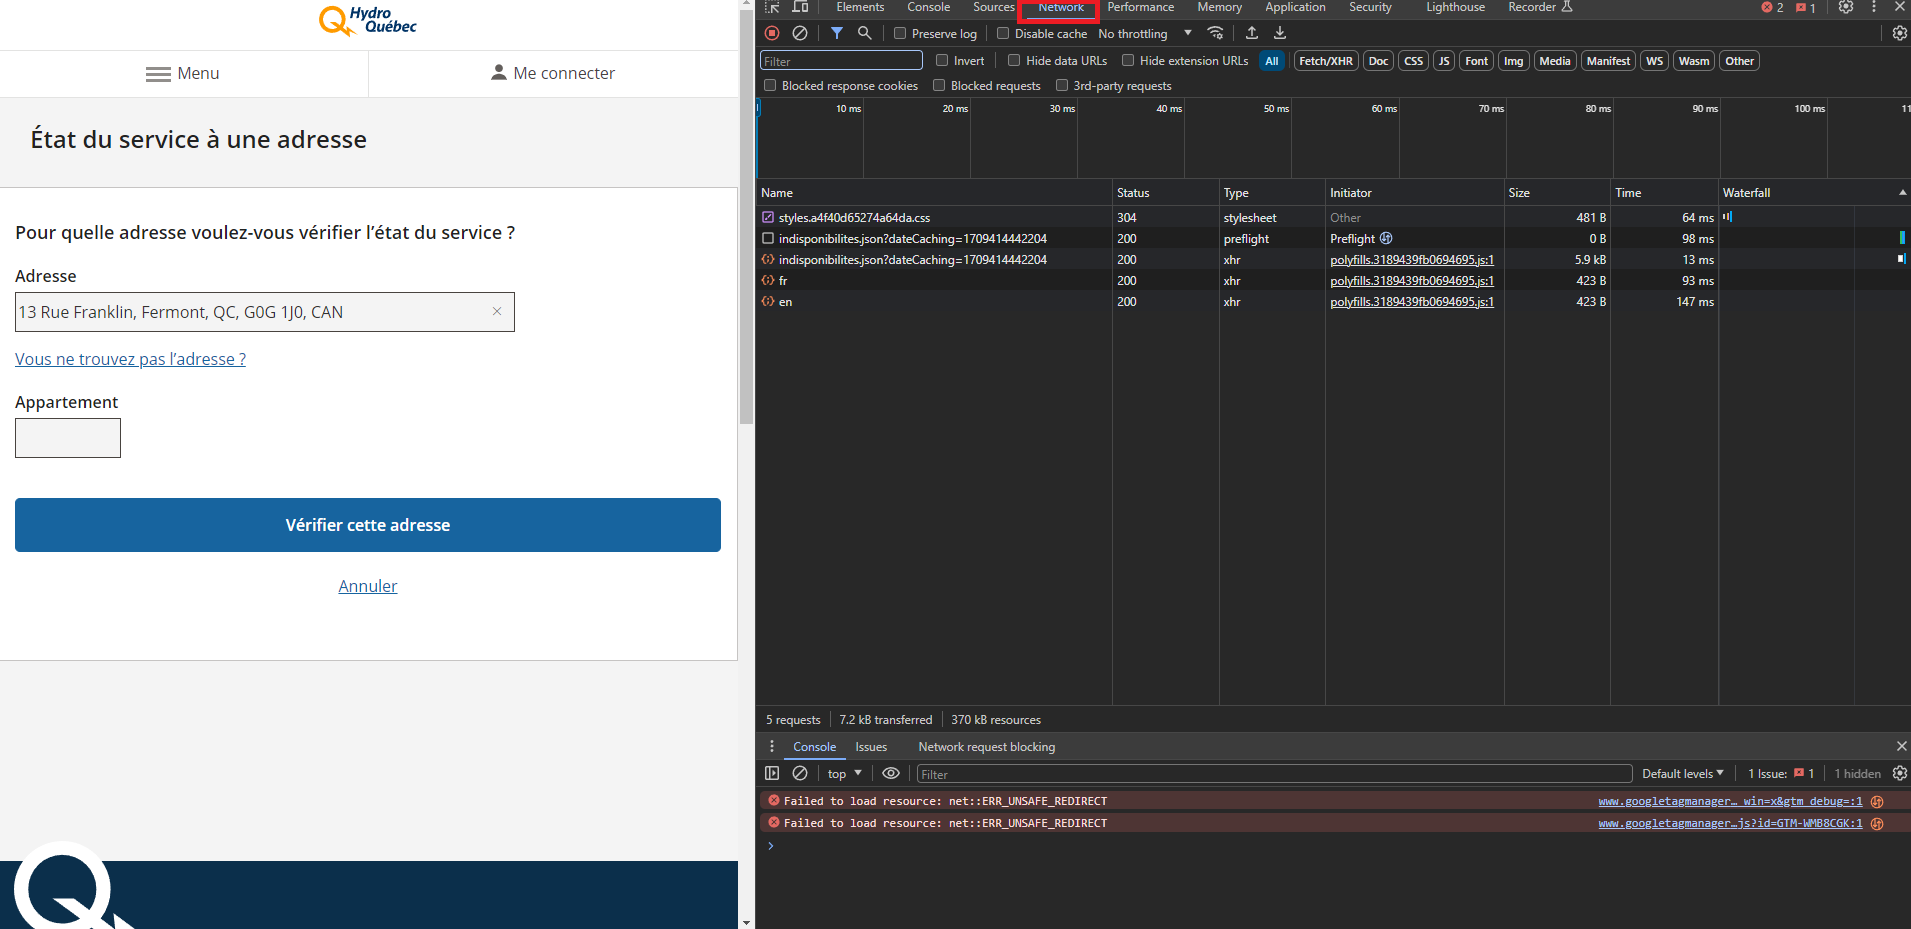 Hydro
Québec
Menu
Me connecter
État du service à une adresse
Pour quelle adresse voulez-vous vérifier l’état du service ?
Adresse
13 Rue Franklin, Fermont, QC, G0G 1J0, CAN ×
Vous ne trouvez pas l’adresse ?
Appartement
Vérifier cette adresse
Annuler
Elements Console Sources Network Performance Memory Application Security Lighthouse Recorder 2 1
Preserve log Disable cache No throttling
Filter Invert Hide data URLs Hide extension URLs All Fetch/XHR Doc CSS JS Font Img Media Manifest WS Wasm Other
Blocked response cookies Blocked requests 3rd-party requests
10 ms 20 ms 30 ms 40 ms 50 ms 60 ms 70 ms 80 ms 90 ms 100 ms 11
Name Status Type Initiator Size Time Waterfall
styles.a4f40d65274a64da.css 304 stylesheet Other 481 B 64 ms
indisponibilites.json?dateCaching=1709414442204 200 preflight Preflight 0 B 98 ms
indisponibilites.json?dateCaching=1709414442204 200 xhr polyfills.3189439fb0694695.js:1 5.9 kB 13 ms
fr 200 xhr polyfills.3189439fb0694695.js:1 423 B 93 ms
en 200 xhr polyfills.3189439fb0694695.js:1 423 B 147 ms
5 requests 7.2 kB transferred 370 kB resources
Console Issues Network request blocking
top Filter Default levels 1 Issue: 1 1 hidden
Failed to load resource: net::ERR_UNSAFE_REDIRECT www.googletagmanager…_win=x&gtm_debug=:1
Failed to load resource: net::ERR_UNSAFE_REDIRECT www.googletagmanager…js?id=GTM-WMB8CGK:1